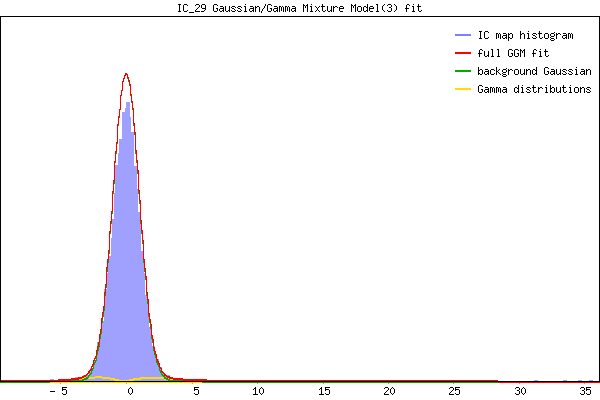 IC_29 Gaussian/Gamma Mixture Model(3) fit
IC map histogram
full GGM fit
background Gaussian
Gamma distributions
-5 0 5 10 15 20 25 30 35